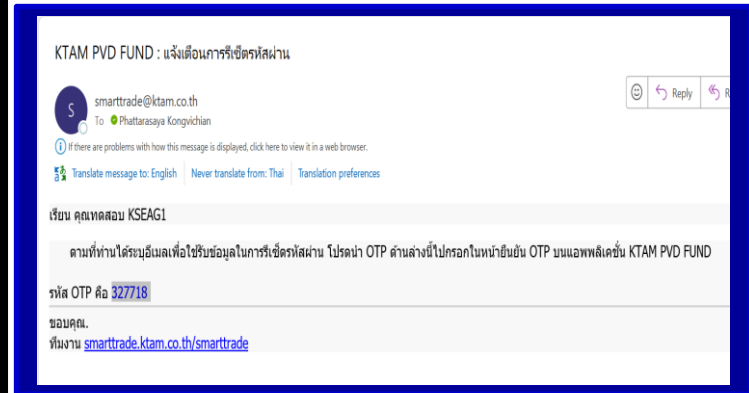 KTAM PVD FUND : แจ้งเตือนการรีเซ็ตรหัสผ่าน
S
smarttrade@ktam.co.th
To Phattarasaya Kongvichian
Reply
R
If there are problems with how this message is displayed, click here to view it in a web browser.
Translate message to: English Never translate from: Thai Translation preferences
เรียน คุณทดสอบ KSEAG1
ตามที่ท่านได้ระบุอีเมลเพื่อใช้รับข้อมูลในการรีเซ็ตรหัสผ่าน โปรดนำ OTP ด้านล่างนี้ไปกรอกในหน้ายืนยัน OTP บนแอพพลิเคชั่น KTAM PVD FUND
รหัส OTP คือ 327718
ขอบคุณ.
ทีมงาน smarttrade.ktam.co.th/smarttrade